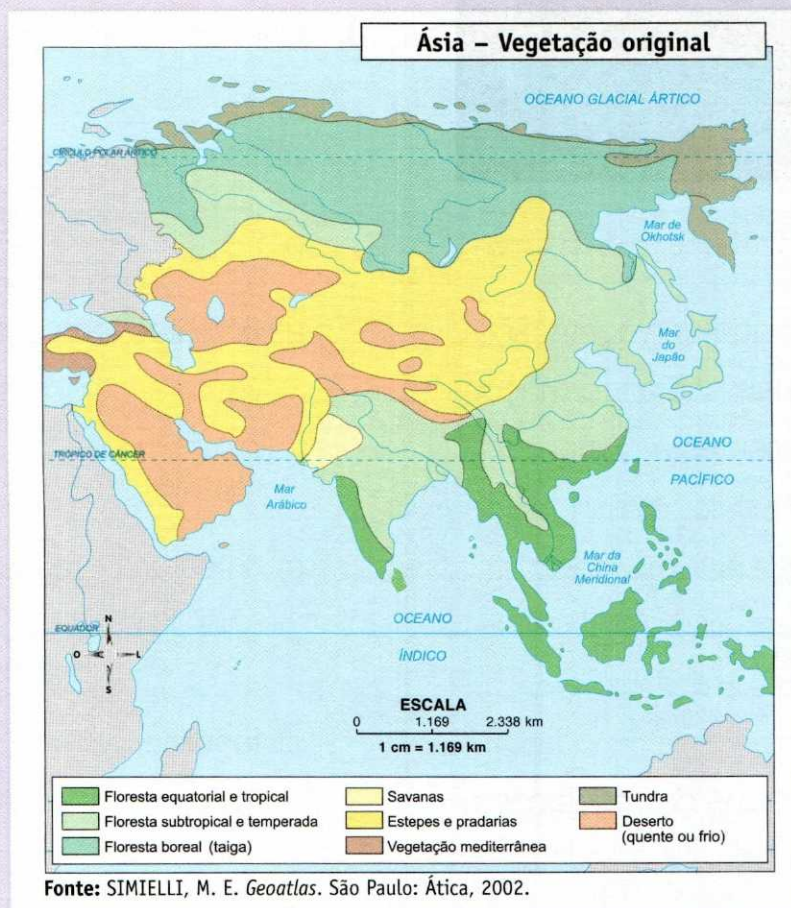 Ásia – Vegetação original
OCEANO GLACIAL ÁRTICO
CÍRCULO POLAR ÁRTICO
Mar de
Okhotsk
Mar
do
Japão
OCEANO
PACÍFICO
TRÓPICO DE CÂNCER
Mar
Arábico
Mar da
China
Meridional
OCEANO
ÍNDICO
EQUADOR
N
O
L
S
ESCALA
0 1.169 2.338 km
1 cm = 1.169 km
Floresta equatorial e tropical
Floresta subtropical e temperada
Floresta boreal (taiga)
Savanas
Estepes e pradarias
Vegetação mediterrânea
Tundra
Deserto
(quente ou frio)
Fonte: SIMIELLI, M. E. Geoatlas. São Paulo: Ática, 2002.